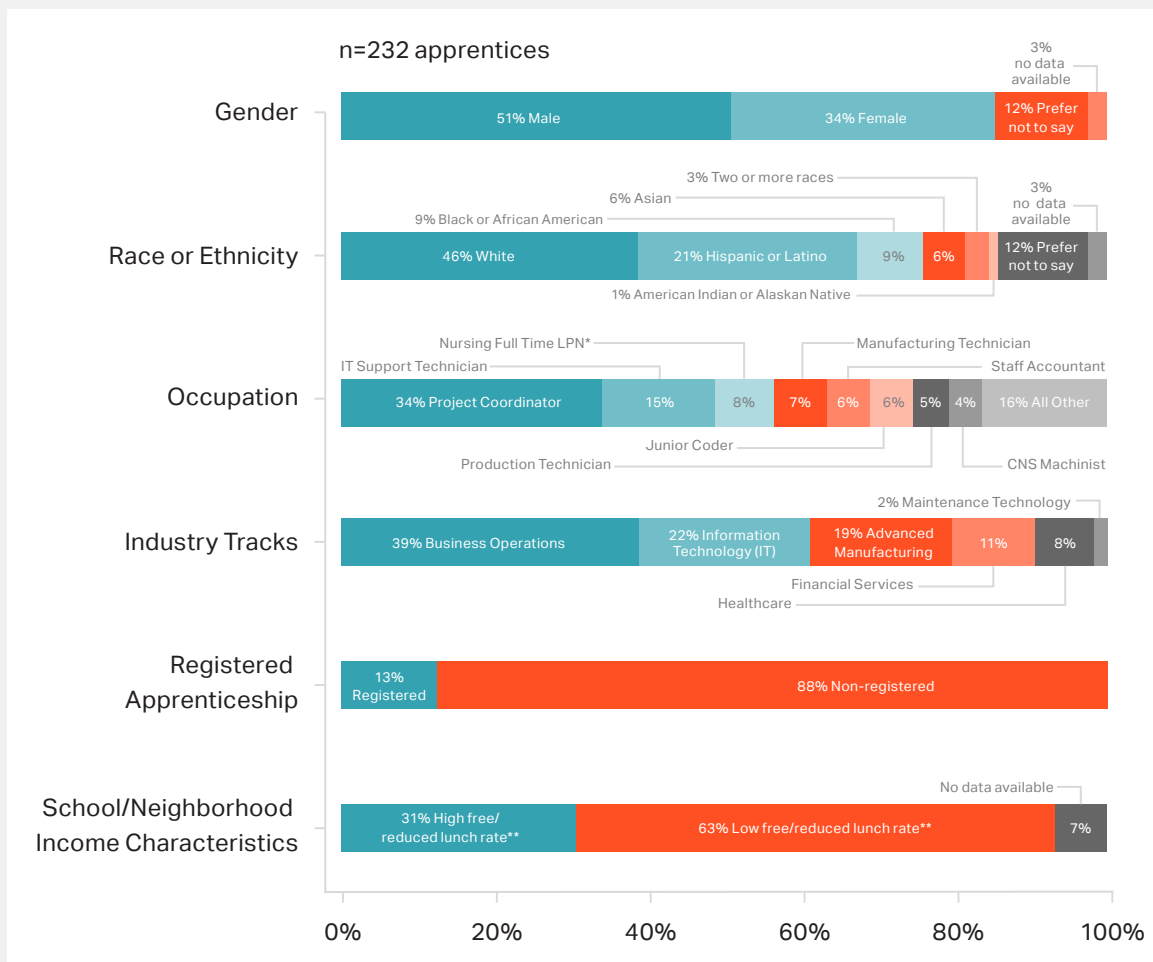 n=232 apprentices
3%
no data
available
Gender
51% Male
34% Female
12% Prefer
not to say
3% Two or more races
6% Asian
9% Black or African American
3%
no data
available
Race or Ethnicity
46% White
21% Hispanic or Latino
9%
6%
12% Prefer
not to say
1% American Indian or Alaskan Native
Nursing Full Time LPN*
Manufacturing Technician
IT Support Technician
Staff Accountant
Occupation
34% Project Coordinator
15%
8%
7%
6%
6%
5%
4%
16% All Other
Junior Coder
Production Technician
CNS Machinist
2% Maintenance Technology
Industry Tracks
39% Business Operations
22% Information
Technology (IT)
19% Advanced
Manufacturing
11%
8%
Financial Services
Healthcare
Registered
Apprenticeship
13%
Registered
88% Non-registered
No data available
School/Neighborhood
Income Characteristics
31% High free/
reduced lunch rate**
63% Low free/reduced lunch rate**
7%
0%
20%
40%
60%
80%
100%